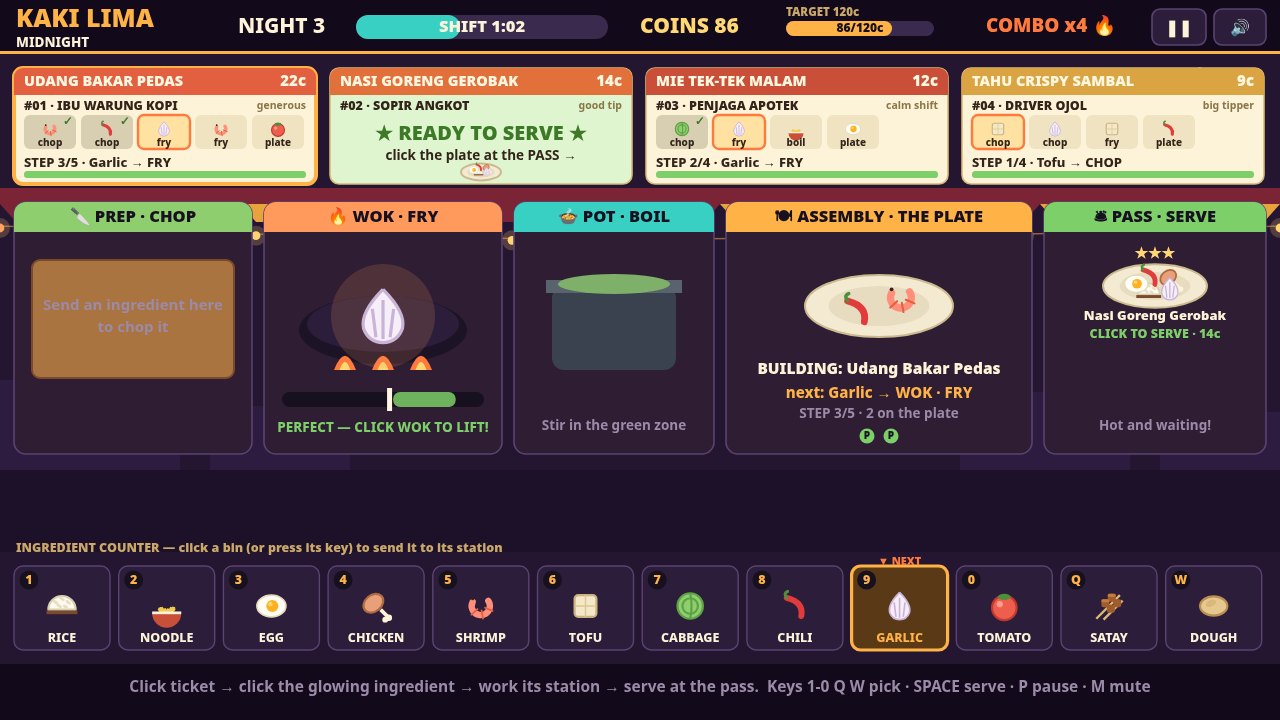 KAKI LIMA
MIDNIGHT
NIGHT 3
SHIFT 1:02
COINS 86
TARGET 120c
86/120c
COMBO x4 🔥
❚❚
🔊
UDANG BAKAR PEDAS 22c
#01 · IBU WARUNG KOPI generous
✓ chop ✓ chop fry fry plate
STEP 3/5 · Garlic → FRY
NASI GORENG GEROBAK 14c
#02 · SOPIR ANGKOT good tip
★ READY TO SERVE ★
click the plate at the PASS →
MIE TEK-TEK MALAM 12c
#03 · PENJAGA APOTEK calm shift
✓ chop fry boil plate
STEP 2/4 · Garlic → FRY
TAHU CRISPY SAMBAL 9c
#04 · DRIVER OJOL big tipper
chop chop fry plate
STEP 1/4 · Tofu → CHOP
🔪 PREP · CHOP
Send an ingredient here
to chop it
🔥 WOK · FRY
PERFECT — CLICK WOK TO LIFT!
🍲 POT · BOIL
Stir in the green zone
🍽 ASSEMBLY · THE PLATE
BUILDING: Udang Bakar Pedas
next: Garlic → WOK · FRY
STEP 3/5 · 2 on the plate
P P
🛎 PASS · SERVE
★★★
Nasi Goreng Gerobak
CLICK TO SERVE · 14c
Hot and waiting!
INGREDIENT COUNTER — click a bin (or press its key) to send it to its station
▼ NEXT
1 RICE
2 NOODLE
3 EGG
4 CHICKEN
5 SHRIMP
6 TOFU
7 CABBAGE
8 CHILI
9 GARLIC
0 TOMATO
Q SATAY
W DOUGH
Click ticket → click the glowing ingredient → work its station → serve at the pass. Keys 1-0 Q W pick · SPACE serve · P pause · M mute